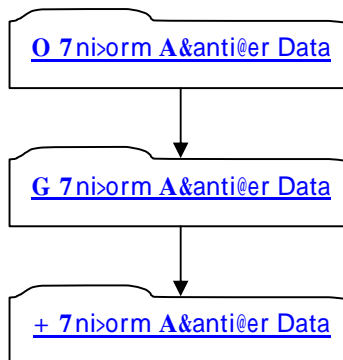 O 7ni>orm A&anti@er Data
G 7ni>orm A&anti@er Data
+ 7ni>orm A&anti@er Data